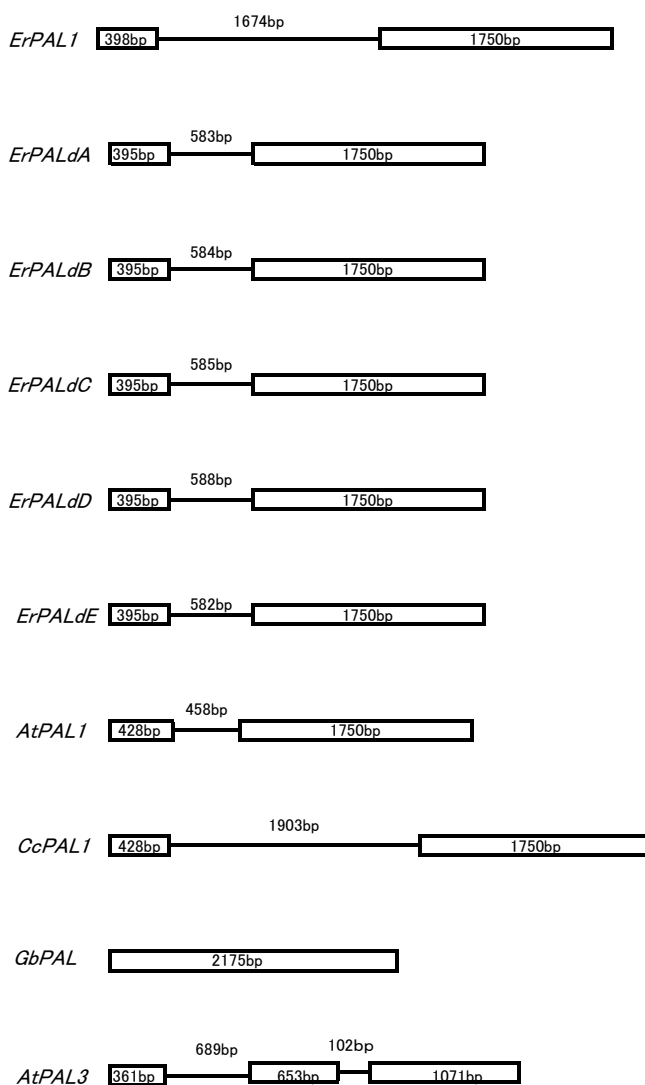 1674bp
ErPAL1 398bp 1750bp
583bp
ErPALdA 395bp 1750bp
584bp
ErPALdB 395bp 1750bp
585bp
ErPALdC 395bp 1750bp
588bp
ErPALdD 395bp 1750bp
582bp
ErPALdE 395bp 1750bp
458bp
AtPAL1 428bp 1750bp
1903bp
CcPAL1 428bp 1750bp
GbPAL 2175bp
689bp 102bp
AtPAL3 361bp 653bp 1071bp